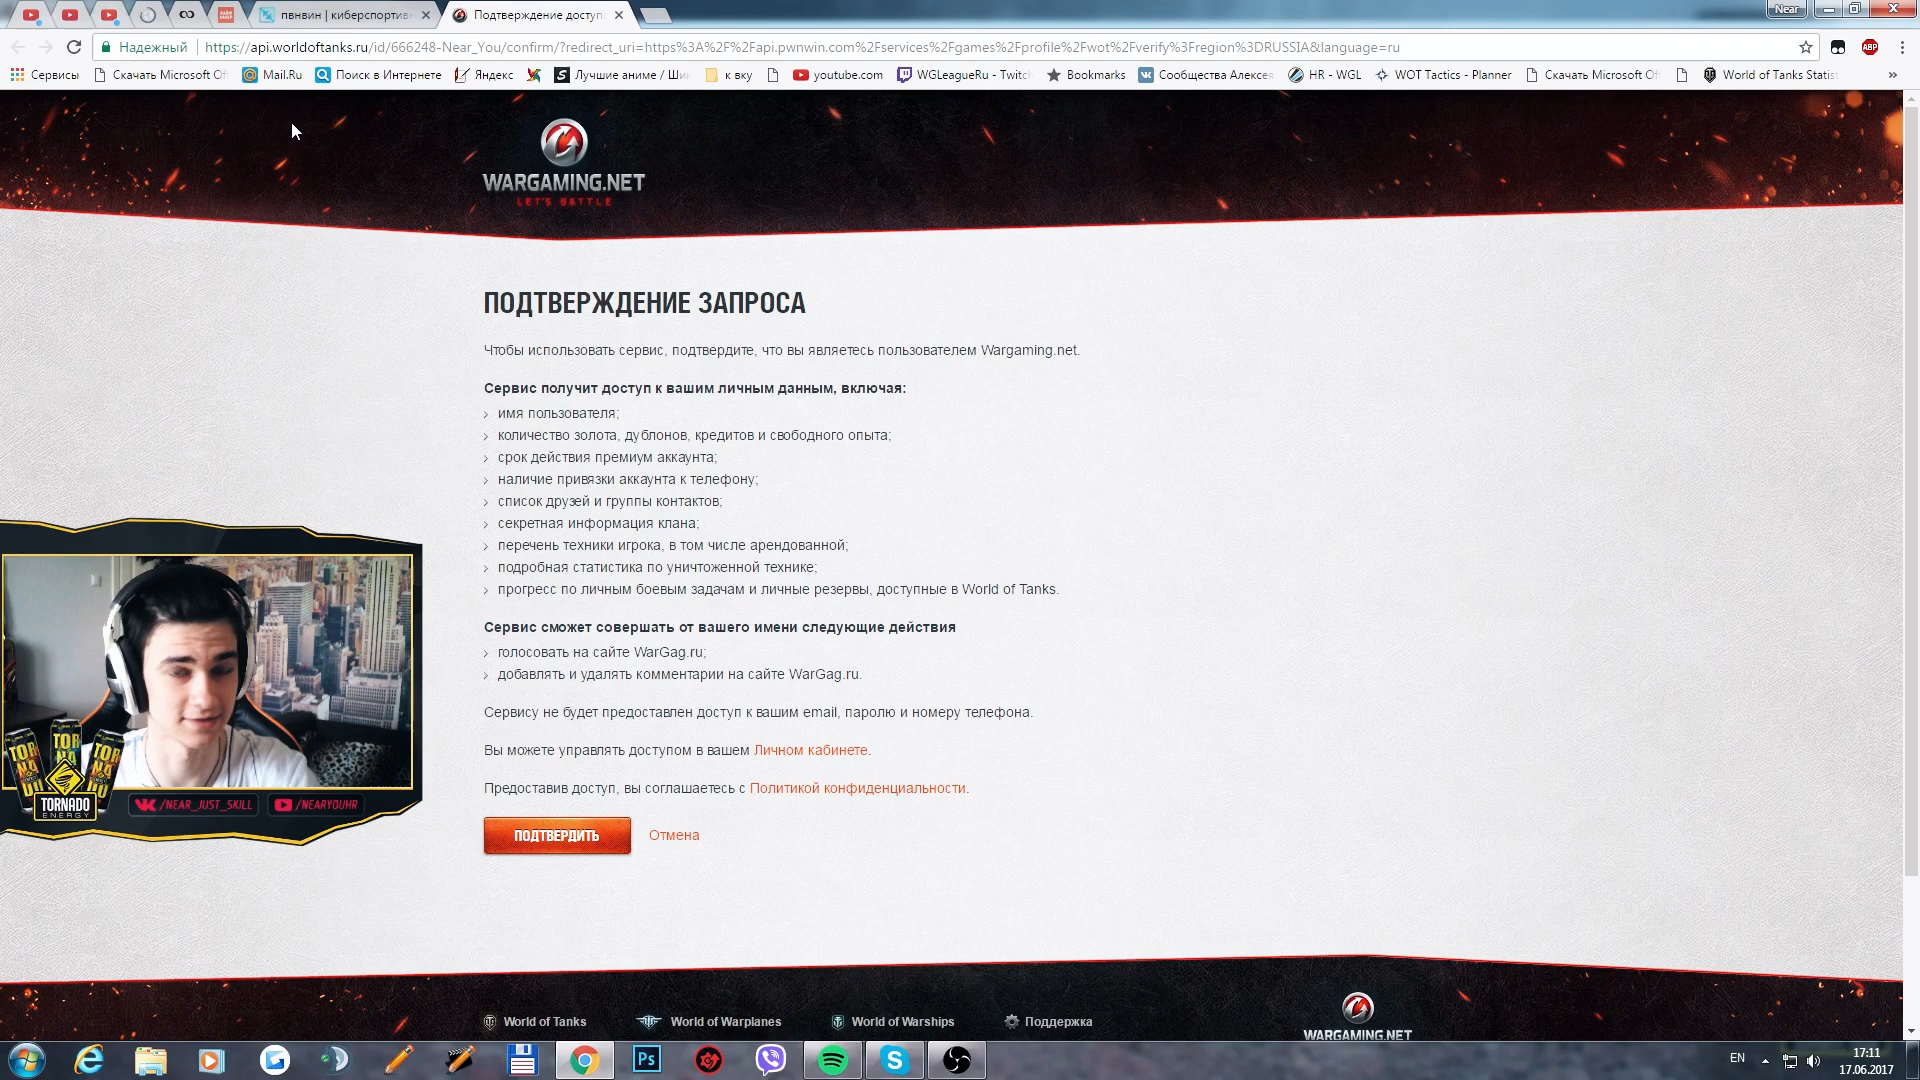 пвнвин | киберспортивн
Подтверждение доступ
Near
Надежный
https://api.worldoftanks.ru/id/666248-Near_You/confirm/?redirect_uri=https%3A%2F%2Fapi.pwnwin.com%2Fservices%2Fgames%2Fprofile%2Fwot%2Fverify%3Fregion%3DRUSSIA&language=ru
ABP
Сервисы
Скачать Microsoft Of
Mail.Ru
Поиск в Интернете
Яндекс
Лучшие аниме / Ши
к вку
youtube.com
WGLeagueRu - Twitch
Bookmarks
Сообщества Алексея
HR - WGL
WOT Tactics - Planner
Скачать Microsoft Of
World of Tanks Statist
WARGAMING.NET
LET'S BATTLE
ПОДТВЕРЖДЕНИЕ ЗАПРОСА
Чтобы использовать сервис, подтвердите, что вы являетесь пользователем Wargaming.net.
Сервис получит доступ к вашим личным данным, включая:
имя пользователя;
количество золота, дублонов, кредитов и свободного опыта;
срок действия премиум аккаунта;
наличие привязки аккаунта к телефону;
список друзей и группы контактов;
секретная информация клана;
перечень техники игрока, в том числе арендованной;
подробная статистика по уничтоженной технике;
прогресс по личным боевым задачам и личные резервы, доступные в World of Tanks.
Сервис сможет совершать от вашего имени следующие действия
голосовать на сайте WarGag.ru;
добавлять и удалять комментарии на сайте WarGag.ru.
Сервису не будет предоставлен доступ к вашим email, паролю и номеру телефона.
Вы можете управлять доступом в вашем Личном кабинете.
Предоставив доступ, вы соглашаетесь с Политикой конфиденциальности.
ПОДТВЕРДИТЬ
Отмена
TORNADO
ENERGY
/NEAR_JUST_SKILL
/NEARYOUHR
World of Tanks
World of Warplanes
World of Warships
Поддержка
WARGAMING.NET
Ps
EN
17:11
17.06.2017